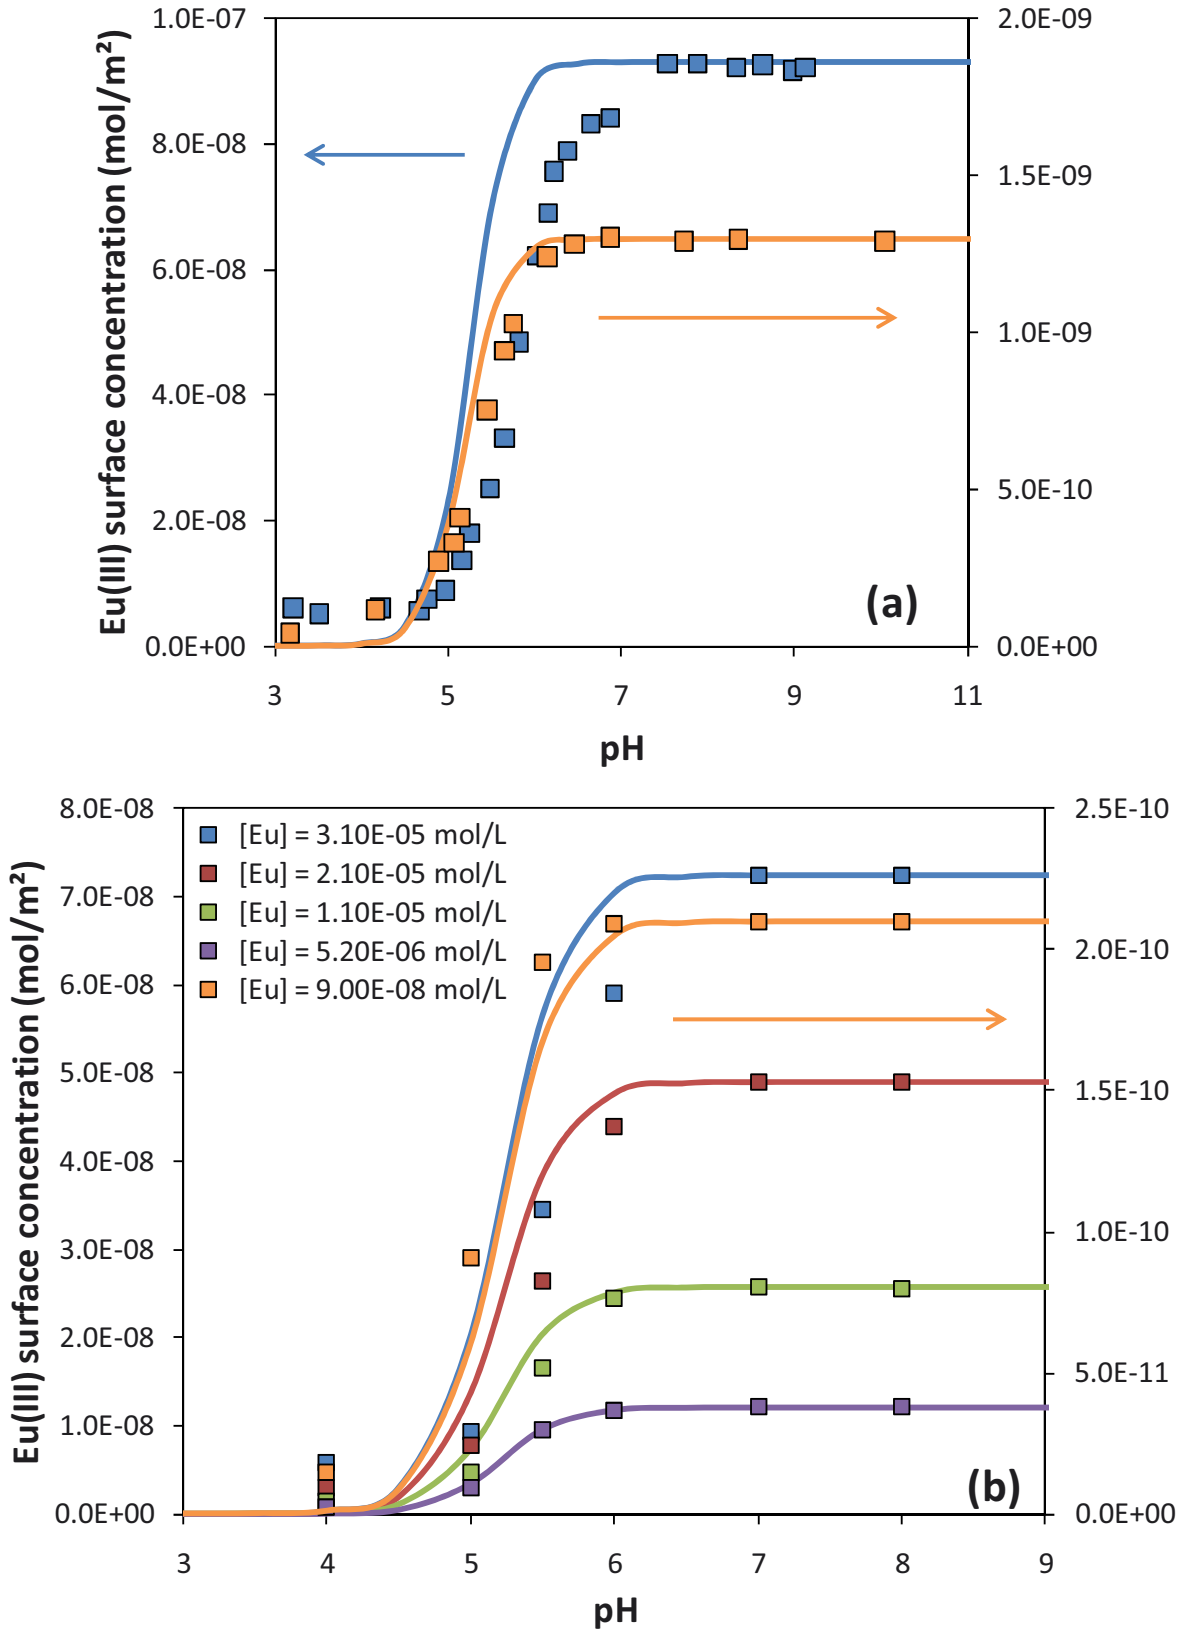 1.0E-07
8.0E-08
6.0E-08
4.0E-08
2.0E-08
0.0E+00
Eu(III) surface concentration (mol/m²)
2.0E-09
1.5E-09
1.0E-09
5.0E-10
0.0E+00
(a)
3 5 7 9 11
pH
8.0E-08
7.0E-08
6.0E-08
5.0E-08
4.0E-08
3.0E-08
2.0E-08
1.0E-08
0.0E+00
Eu(III) surface concentration (mol/m²)
[Eu] = 3.10E-05 mol/L
[Eu] = 2.10E-05 mol/L
[Eu] = 1.10E-05 mol/L
[Eu] = 5.20E-06 mol/L
[Eu] = 9.00E-08 mol/L
2.5E-10
2.0E-10
1.5E-10
1.0E-10
5.0E-11
0.0E+00
(b)
3 4 5 6 7 8 9
pH